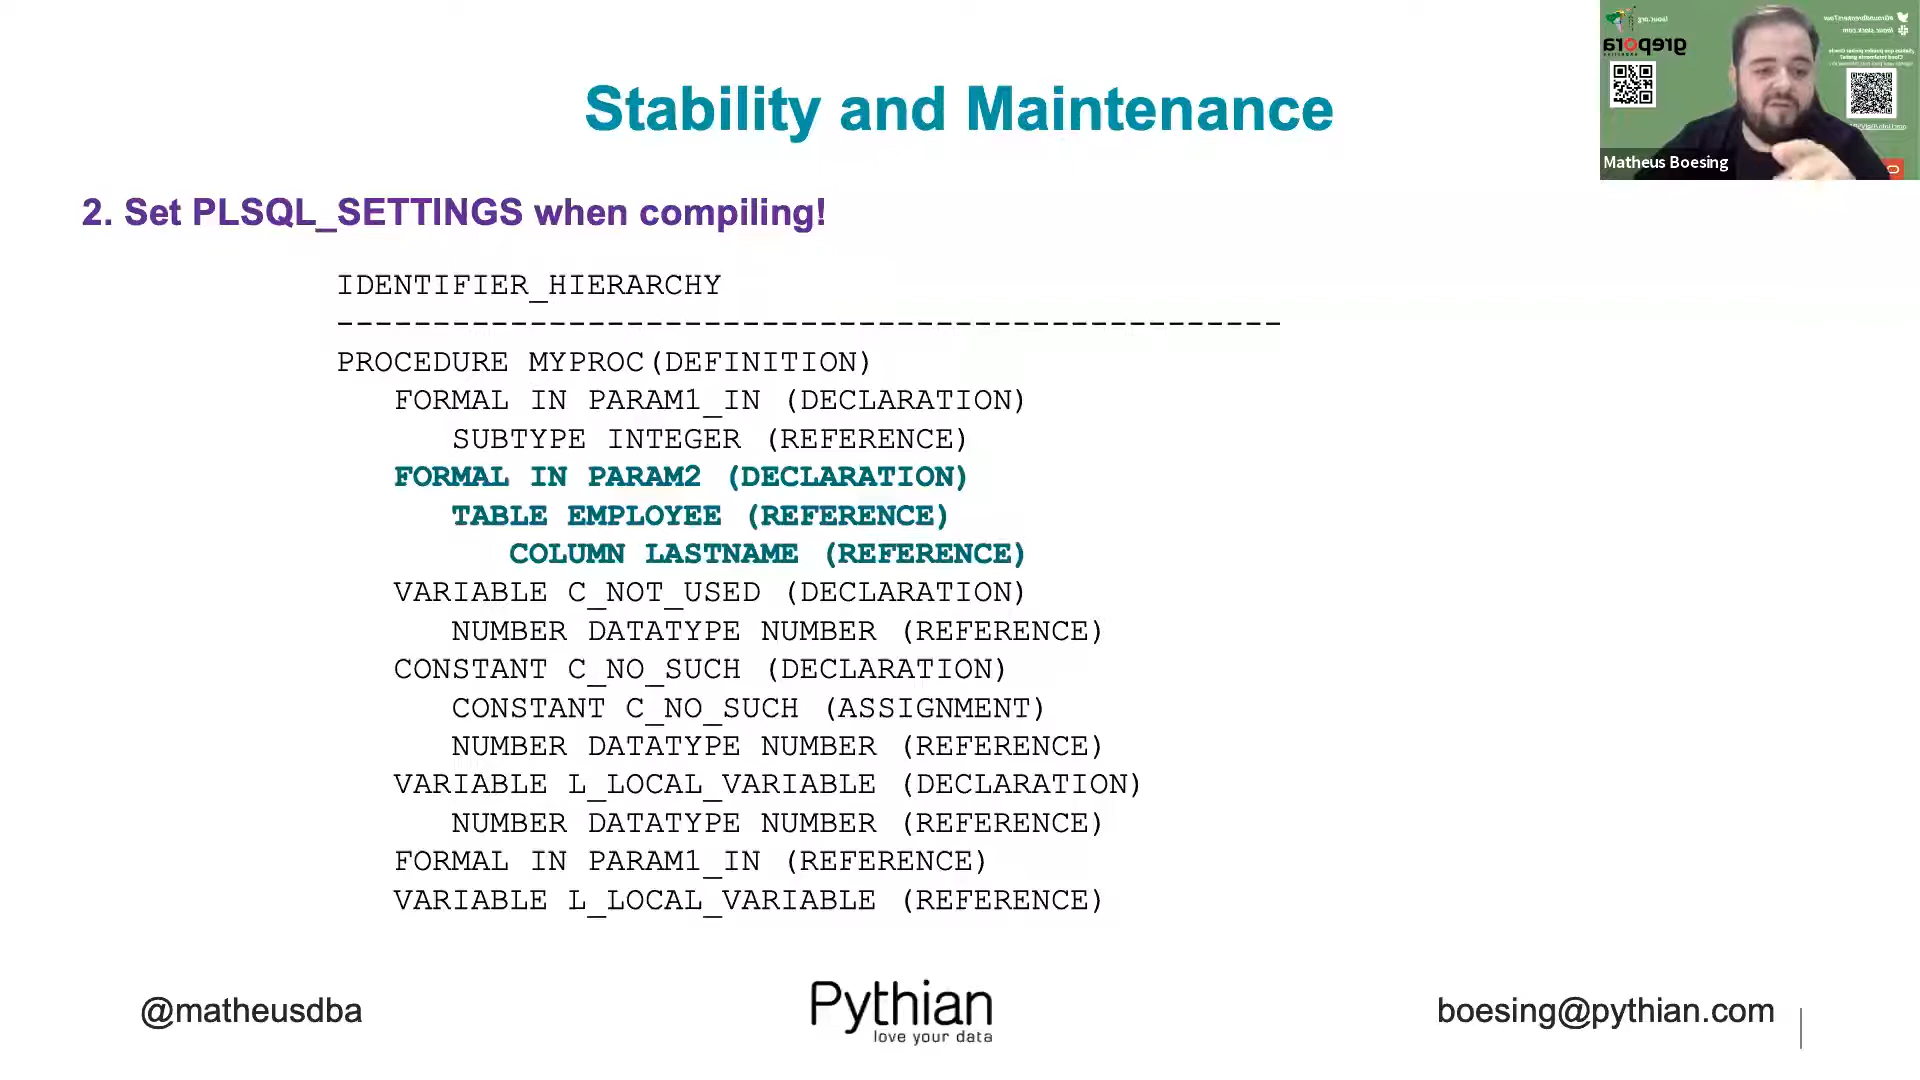 Stability and Maintenance
2. Set PLSQL_SETTINGS when compiling!
IDENTIFIER_HIERARCHY
-------------------------------------------------
PROCEDURE MYPROC(DEFINITION)
FORMAL IN PARAM1_IN (DECLARATION)
SUBTYPE INTEGER (REFERENCE)
FORMAL IN PARAM2 (DECLARATION)
TABLE EMPLOYEE (REFERENCE)
COLUMN LASTNAME (REFERENCE)
VARIABLE C_NOT_USED (DECLARATION)
NUMBER DATATYPE NUMBER (REFERENCE)
CONSTANT C_NO_SUCH (DECLARATION)
CONSTANT C_NO_SUCH (ASSIGNMENT)
NUMBER DATATYPE NUMBER (REFERENCE)
VARIABLE L_LOCAL_VARIABLE (DECLARATION)
NUMBER DATATYPE NUMBER (REFERENCE)
FORMAL IN PARAM1_IN (REFERENCE)
VARIABLE L_LOCAL_VARIABLE (REFERENCE)
@matheusdba
Pythian
love your data
boesing@pythian.com
grepora
Matheus Boesing